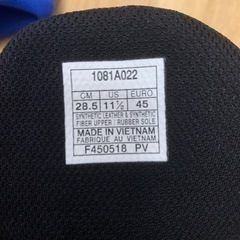 1081A022
CM US EURO
28.5 11½ 45
SYNTHETIC LEATHER & SYNTHETIC
FIBER UPPER / RUBBER SOLE
MADE IN VIETNAM
FABRIQUE AU VIETNAM
F450518 PV